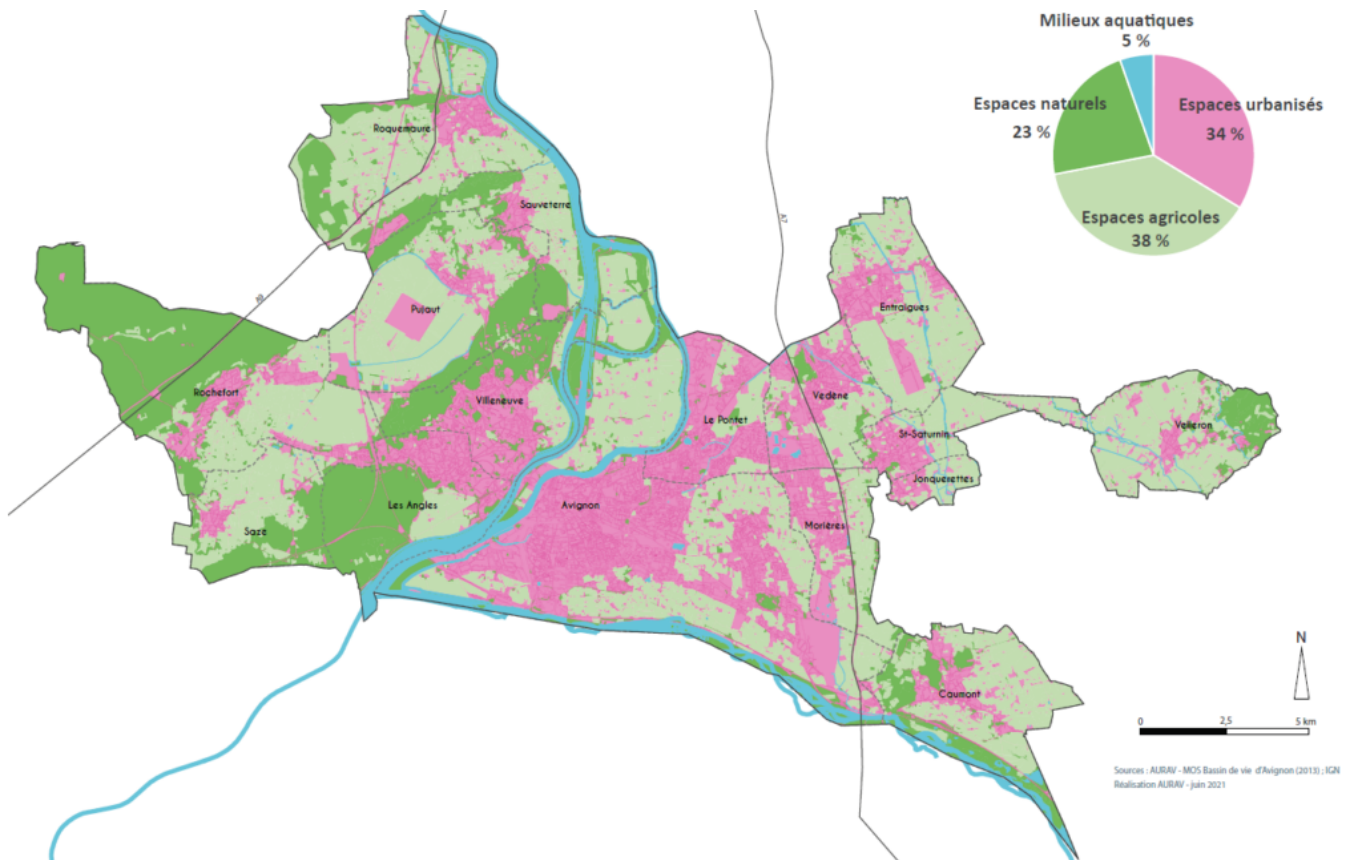 Milieux aquatiques
5 %
Espaces naturels
23 %
Espaces urbanisés
34 %
Espaces agricoles
38 %
Roquemaure
Sauveterre
A7
Pujaut
Entraigues
A9
Rochefort
Villeneuve
Vedène
Le Pontet
St-Saturnin
Velleron
Jonquerettes
Les Angles
Avignon
Morières
Saze
Caumont
N
0 2,5 5 km
Sources : AURAV - MOS Bassin de vie d'Avignon (2013) ; IGN
Réalisation AURAV - juin 2021